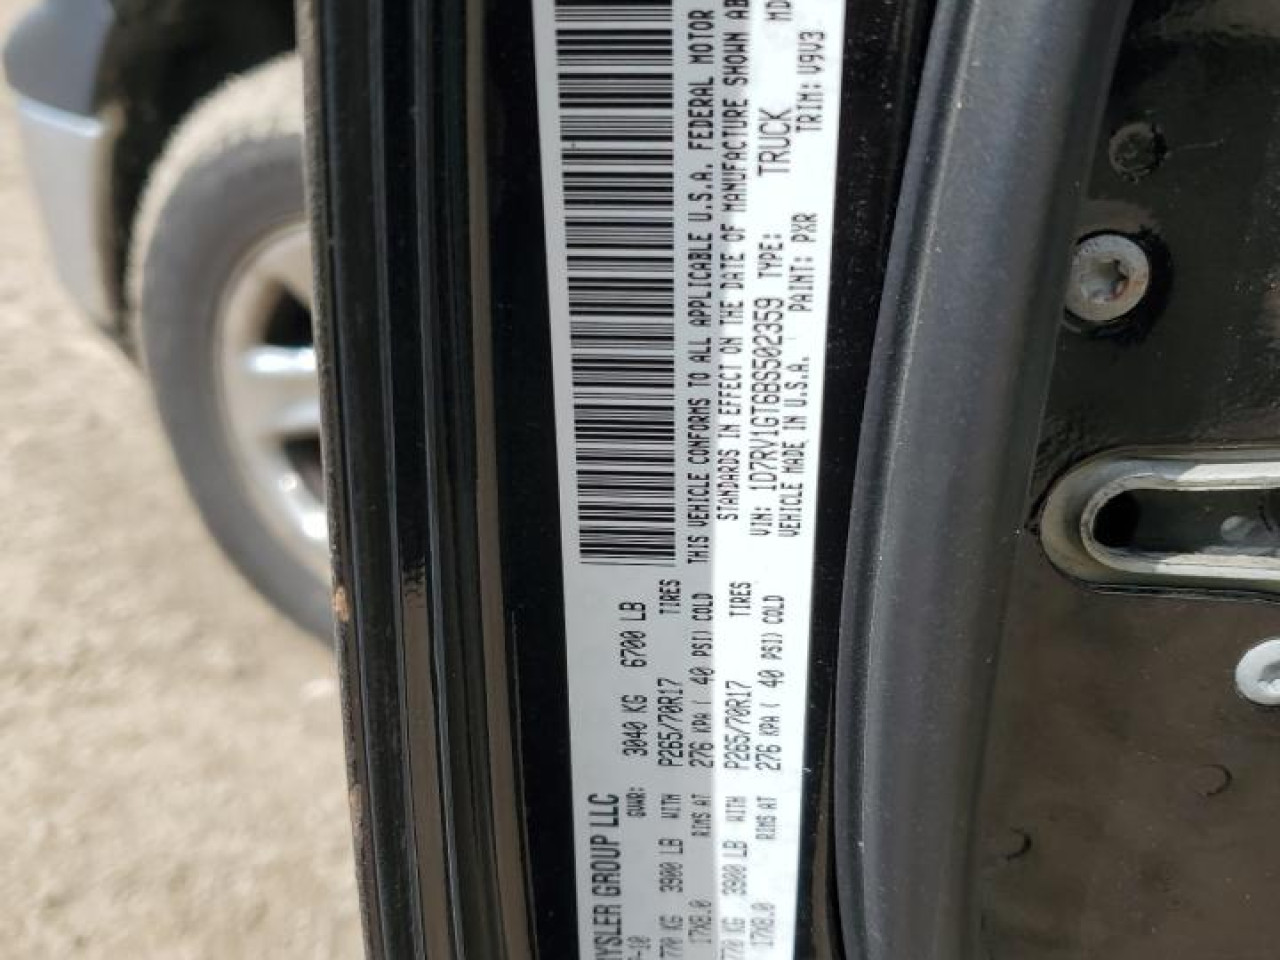 RYSLER GROUP LLC
-10 GVWR: 3040 KG 6700 LB
770 KG 3900 LB WITH P265/70R17 TIRES
17X8.0 RIMS AT 276 KPA( 40 PSI) COLD
770 KG 3900 LB WITH P265/70R17 TIRES
17X8.0 RIMS AT 276 KPA( 40 PSI) COLD
THIS VEHICLE CONFORMS TO ALL APPLICABLE U.S.A. FEDERAL MOTOR
STANDARDS IN EFFECT ON THE DATE OF MANUFACTURE SHOWN AB
VIN: 1D7RV1GT6BS502359 TYPE: TRUCK MD
VEHICLE MADE IN U.S.A. PAINT: PXR TRIM: V9V3